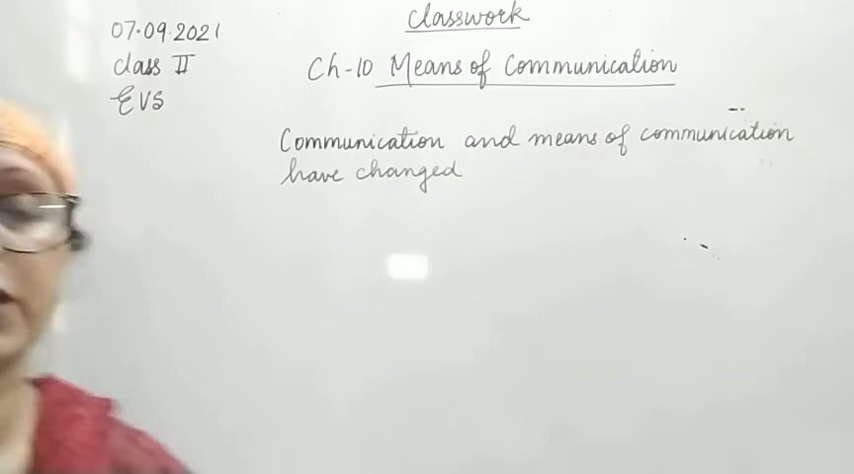 Classwork
07.09.2021
Class II
EVS
Ch-10 Means of Communication
Communication and means of communication
have changed